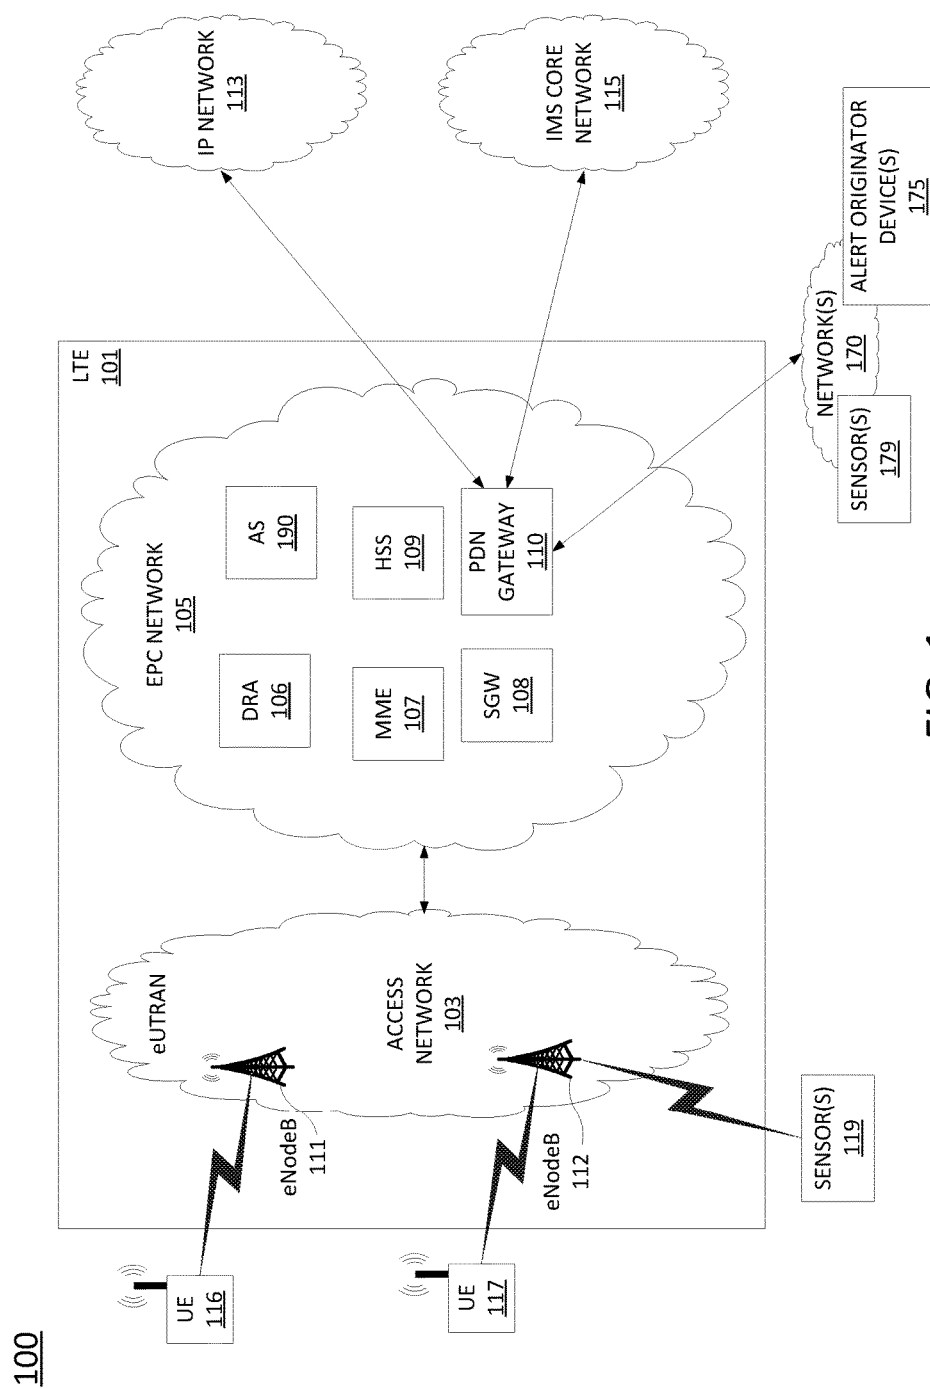 100
LTE
101
EPC NETWORK
105
DRA
106
AS
190
MME
107
HSS
109
SGW
108
PDN
GATEWAY
110
eUTRAN
ACCESS
NETWORK
103
eNodeB
111
eNodeB
112
UE
116
UE
117
SENSOR(S)
119
IP NETWORK
113
IMS CORE
NETWORK
115
NETWORK(S)
170
SENSOR(S)
179
ALERT ORIGINATOR
DEVICE(S)
175